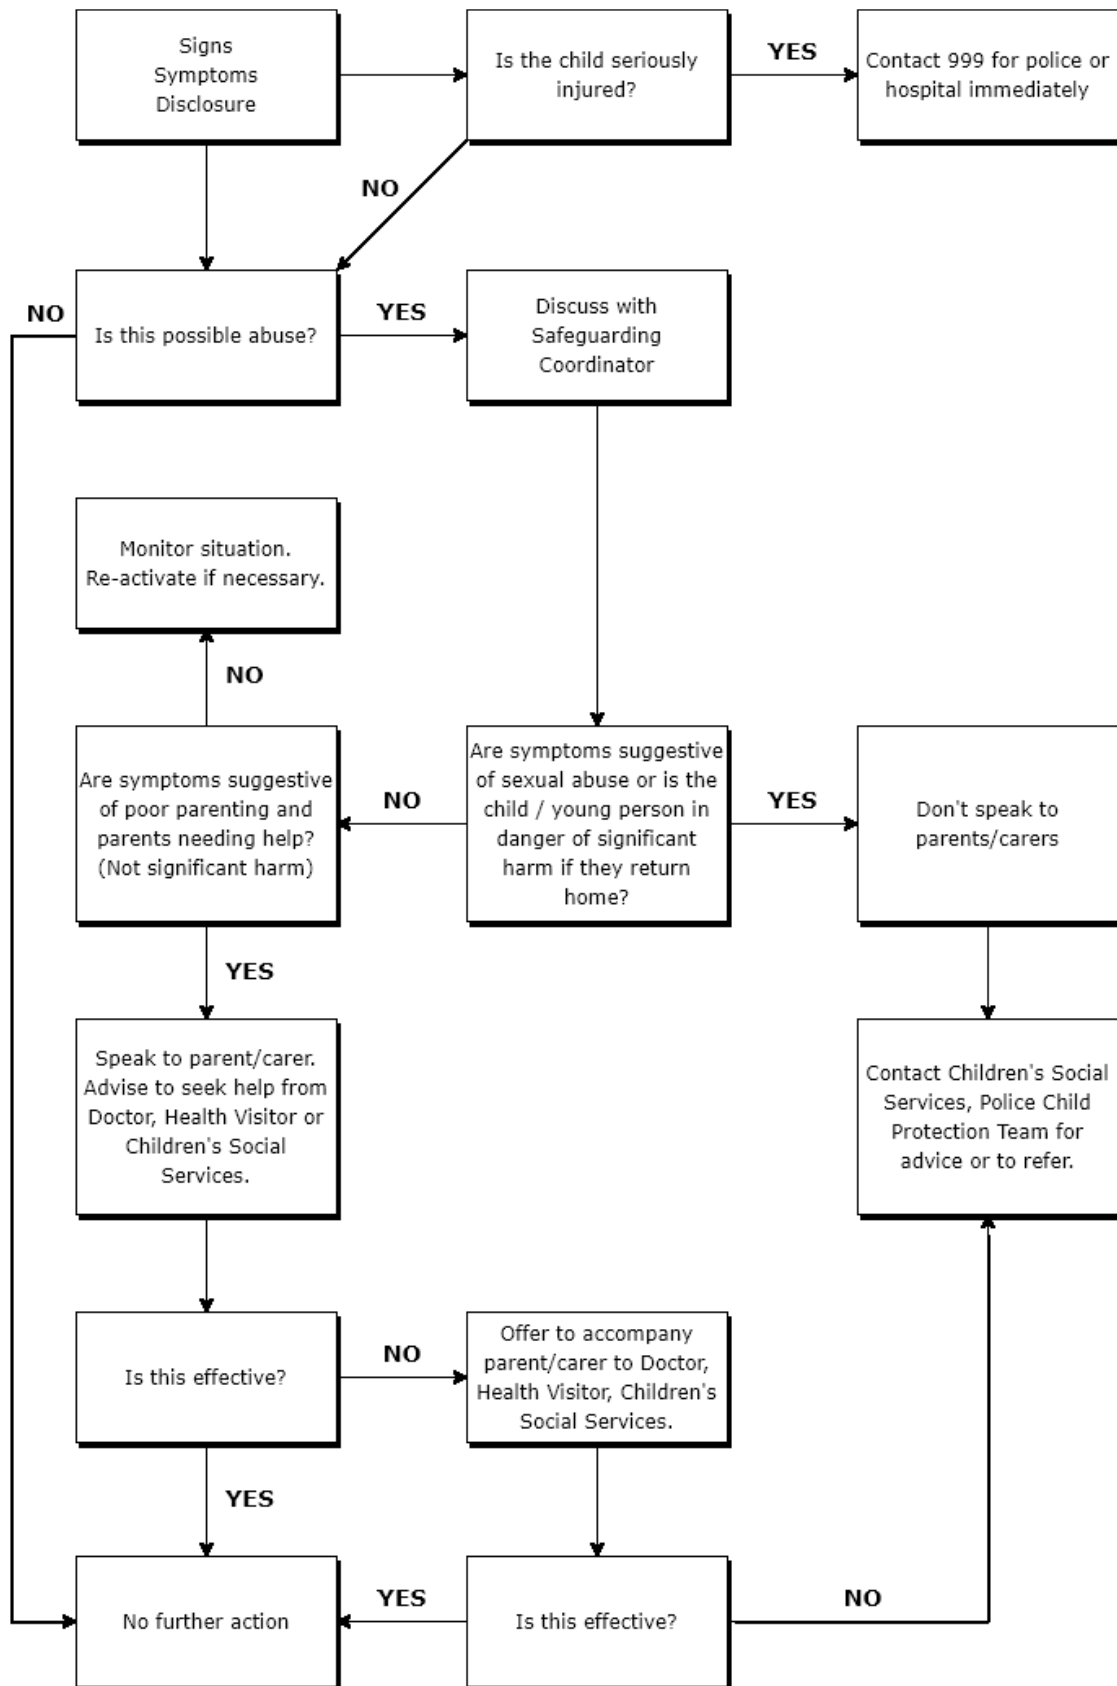 Signs
Symptoms
Disclosure
Is the child seriously
injured?
YES
Contact 999 for police or
hospital immediately
NO
NO
Is this possible abuse?
YES
Discuss with
Safeguarding
Coordinator
Monitor situation.
Re-activate if necessary.
NO
Are symptoms suggestive
of poor parenting and
parents needing help?
(Not significant harm)
NO
Are symptoms suggestive
of sexual abuse or is the
child / young person in
danger of significant
harm if they return
home?
YES
Don't speak to
parents/carers
YES
Speak to parent/carer.
Advise to seek help from
Doctor, Health Visitor or
Children's Social
Services.
Contact Children's Social
Services, Police Child
Protection Team for
advice or to refer.
Is this effective?
NO
Offer to accompany
parent/carer to Doctor,
Health Visitor, Children's
Social Services.
YES
No further action
YES
Is this effective?
NO